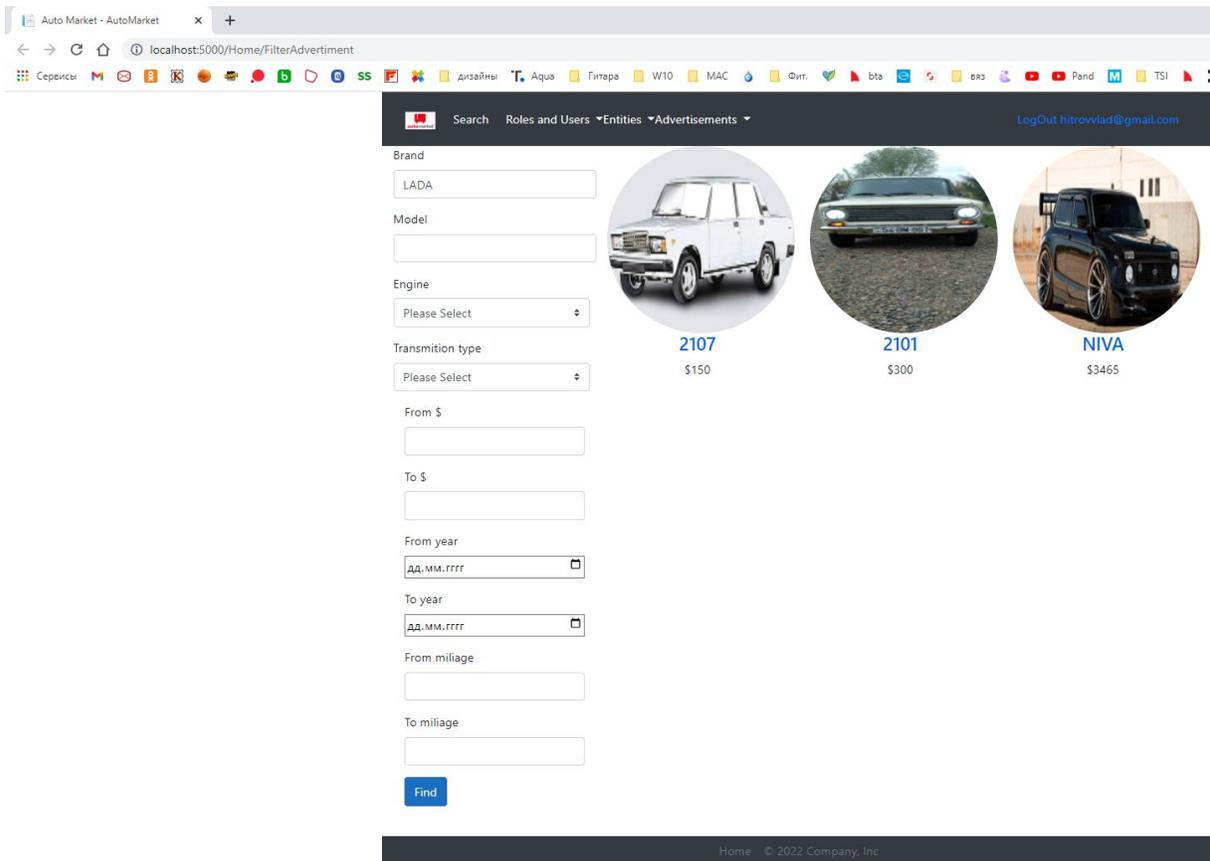 Auto Market - AutoMarket
localhost:5000/Home/FilterAdvertiment
Сервисы SS дизайны Aqua Гитара W10 MAC Фит. bta вяз Pand TSI
automarket Search Roles and Users Entities Advertisements LogOut hitrovvlad@gmail.com
Brand
LADA
Model
Engine
Please Select
Transmition type
Please Select
From $
To $
From year
дд.мм.гггг
To year
дд.мм.гггг
From miliage
To miliage
Find
2107
$150
2101
$300
NIVA
$3465
Home © 2022 Company, Inc